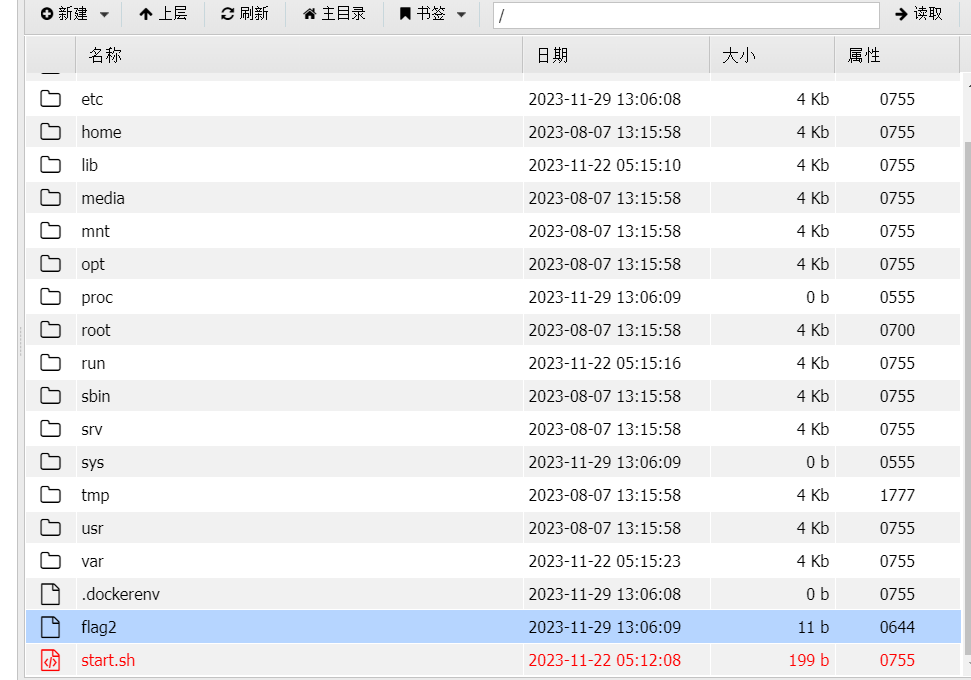 新建 上层 刷新 主目录 书签 / 读取
名称 日期 大小 属性
etc 2023-11-29 13:06:08 4 Kb 0755
home 2023-08-07 13:15:58 4 Kb 0755
lib 2023-11-22 05:15:10 4 Kb 0755
media 2023-08-07 13:15:58 4 Kb 0755
mnt 2023-08-07 13:15:58 4 Kb 0755
opt 2023-08-07 13:15:58 4 Kb 0755
proc 2023-11-29 13:06:09 0 b 0555
root 2023-08-07 13:15:58 4 Kb 0700
run 2023-11-22 05:15:16 4 Kb 0755
sbin 2023-08-07 13:15:58 4 Kb 0755
srv 2023-08-07 13:15:58 4 Kb 0755
sys 2023-11-29 13:06:09 0 b 0555
tmp 2023-08-07 13:15:58 4 Kb 1777
usr 2023-08-07 13:15:58 4 Kb 0755
var 2023-11-22 05:15:23 4 Kb 0755
.dockerenv 2023-11-29 13:06:08 0 b 0755
flag2 2023-11-29 13:06:09 11 b 0644
start.sh 2023-11-22 05:12:08 199 b 0755